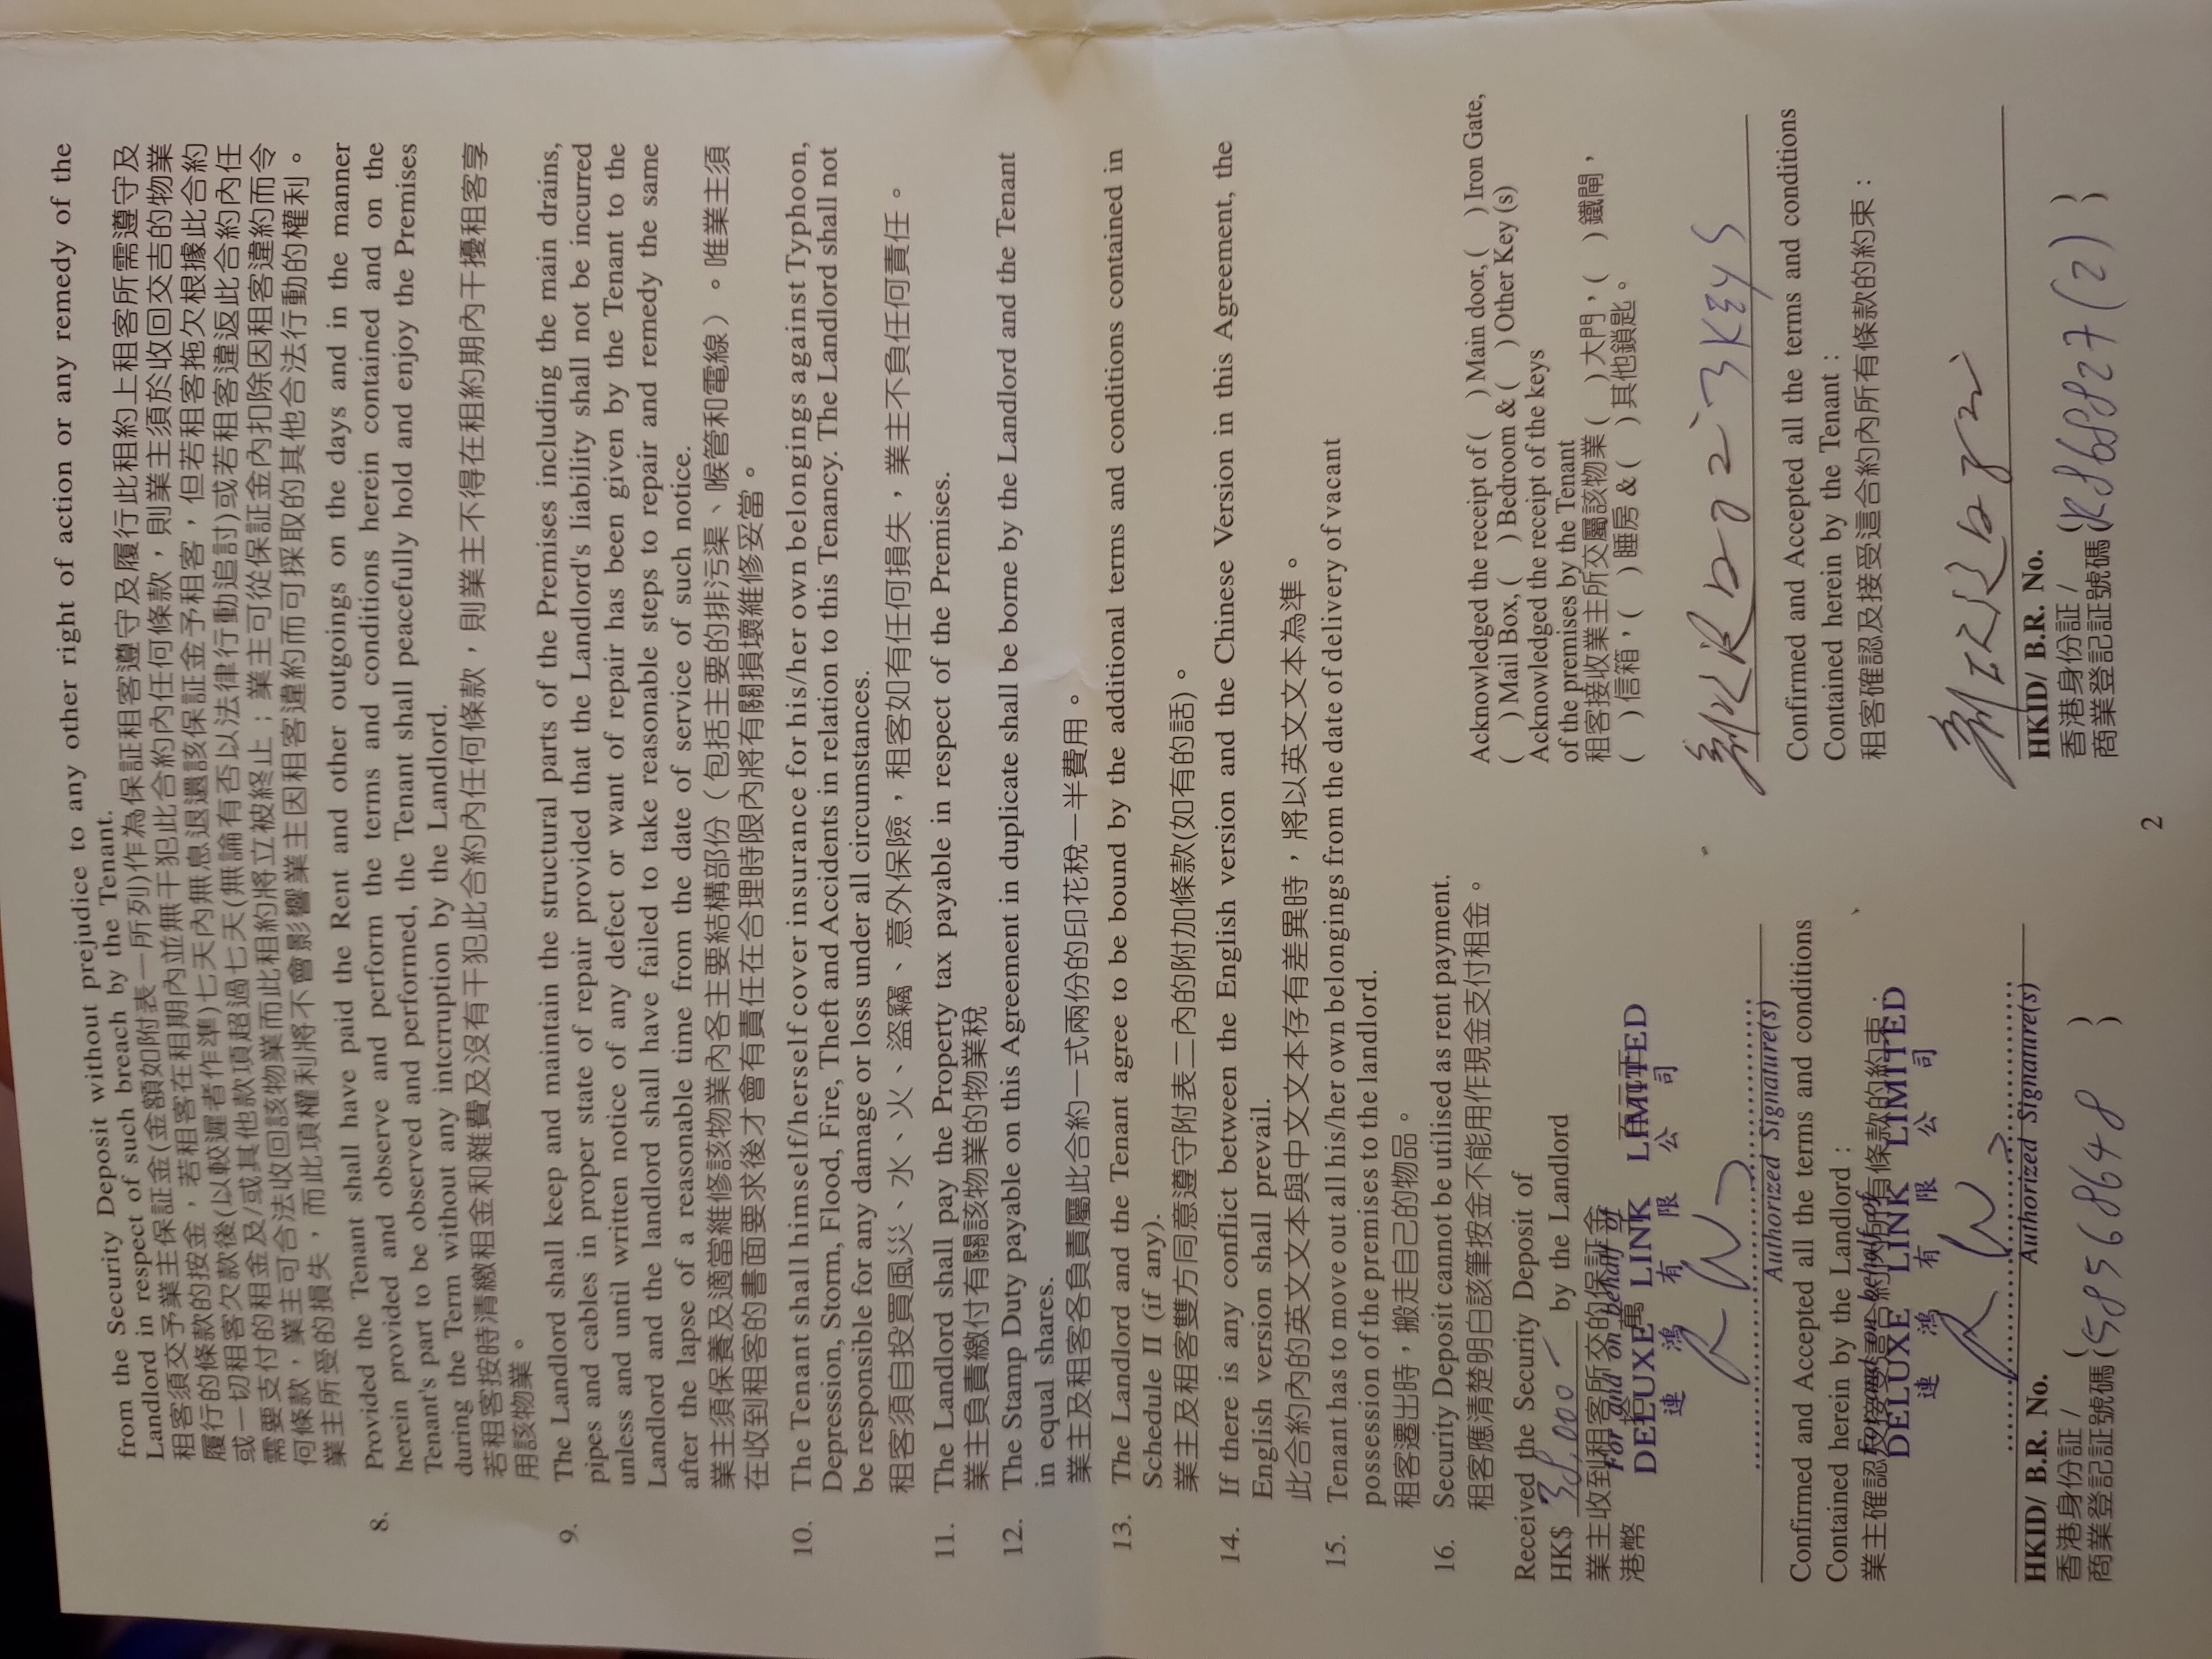 from the Security Deposit without prejudice to any other right of action or any remedy of the
Landlord in respect of such breach by the Tenant.
租客須交予業主保証金(金額如附表一所列)作為保証租客遵守及履行此租約上租客所需遵守及
履行的條款的按金，若租客在租期內並無干犯此合約內任何條款，則業主須於收回交吉的物業
或一切租客欠款後(以較遲者作準)七天內無息退還該保証金予租客，但若租客拖欠根據此合約
需要支付的租金及/或其他款項超過七天(無論有否以法律行動追討)或若租客違返此合約內任
何條款，業主可合法收回該物業而此租約將立被終止；業主可從保証金內扣除因租客違約而令
業主所受的損失，而此項權利將不會影響業主因租客違約而可採取的其他合法行動的權利。
8. Provided the Tenant shall have paid the Rent and other outgoings on the days and in the manner
herein provided and observe and perform the terms and conditions herein contained and on the
Tenant's part to be observed and performed, the Tenant shall peacefully hold and enjoy the Premises
during the Term without any interruption by the Landlord.
若租客按時清繳租金和雜費及沒有干犯此合約內任何條款，則業主不得在租約期內干擾租客享
用該物業。
9. The Landlord shall keep and maintain the structural parts of the Premises including the main drains,
pipes and cables in proper state of repair provided that the Landlord's liability shall not be incurred
unless and until written notice of any defect or want of repair has been given by the Tenant to the
Landlord and the landlord shall have failed to take reasonable steps to repair and remedy the same
after the lapse of a reasonable time from the date of service of such notice.
業主須保養及適當維修該物業內各主要結構部份（包括主要的排污渠、喉管和電線）。唯業主須
在收到租客的書面要求後才會有責任在合理時限內將有關損壞維修妥當。
10. The Tenant shall himself/herself cover insurance for his/her own belongings against Typhoon,
Depression, Storm, Flood, Fire, Theft and Accidents in relation to this Tenancy. The Landlord shall not
be responsible for any damage or loss under all circumstances.
租客須自投買風災、水、火、盜竊、意外保險，租客如有任何損失，業主不負任何責任。
11. The Landlord shall pay the Property tax payable in respect of the Premises.
業主負責繳付有關該物業的物業稅
12. The Stamp Duty payable on this Agreement in duplicate shall be borne by the Landlord and the Tenant
in equal shares.
業主及租客各負責屬此合約一式兩份的印花稅一半費用。
13. The Landlord and the Tenant agree to be bound by the additional terms and conditions contained in
Schedule II (if any).
業主及租客雙方同意遵守附表二內的附加條款(如有的話)。
14. If there is any conflict between the English version and the Chinese Version in this Agreement, the
English version shall prevail.
此合約內的英文文本與中文文本存有差異時，將以英文文本為準。
15. Tenant has to move out all his/her own belongings from the date of delivery of vacant
possession of the premises to the landlord.
租客遷出時，搬走自己的物品。
16. Security Deposit cannot be utilised as rent payment.
租客應清楚明白該筆按金不能用作現金支付租金。
Received the Security Deposit of
HK$ 38,000 by the Landlord
業主收到租客所交的保証金
港幣
For and on behalf of
DELUXE LINK LIMITED
連鴻有限公司
Authorized Signature(s)
Confirmed and Accepted all the terms and conditions
Contained herein by the Landlord :
業主確認及接受這合約內所有條款的約束：
For and on behalf of
DELUXE LINK LIMITED
連鴻有限公司
Authorized Signature(s)
HKID/ B.R. No.
香港身份証/
商業登記証號碼 ( 58568648 )
Acknowledged the receipt of ( ) Main door, ( ) Iron Gate,
( ) Mail Box, ( ) Bedroom & ( ) Other Key (s)
Acknowledged the receipt of the keys
of the premises by the Tenant
租客接收業主所交屬該物業 ( ) 大門，( ) 鐵閘，
( ) 信箱，( ) 睡房 & ( ) 其他鎖匙。
3 KEYS
Confirmed and Accepted all the terms and conditions
Contained herein by the Tenant :
租客確認及接受這合約內所有條款的約束：
HKID/ B.R. No.
香港身份証/
商業登記証號碼 ( K868827(2) )
2